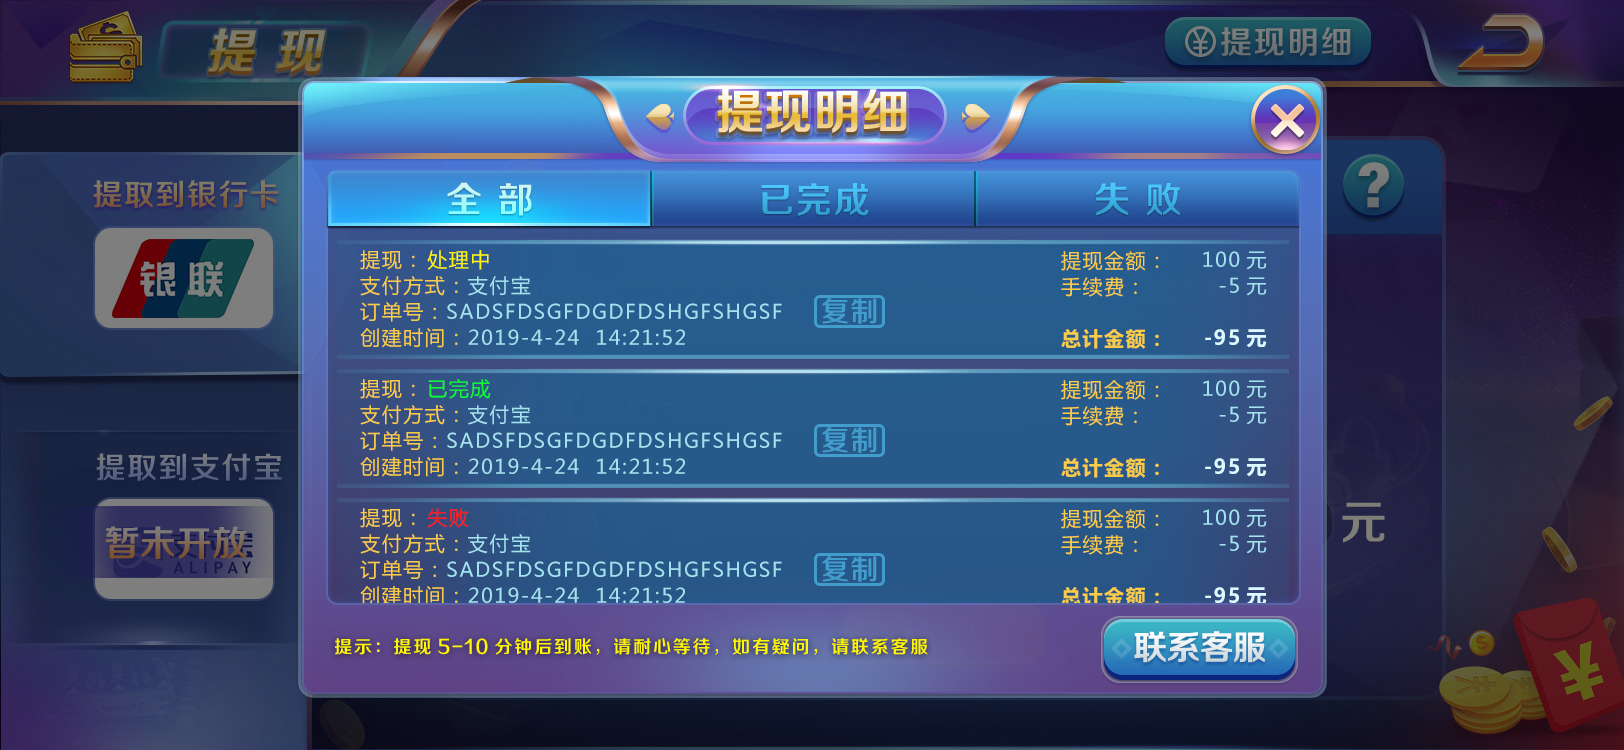 提现
提现明细
提现明细
提取到银行卡
银联
提取到支付宝
暂未开放
ALIPAY
全部
已完成
失败
?
提现：处理中
支付方式：支付宝
订单号：SADSFDSGFDGDFDSHGFSHGSF
复制
创建时间：2019-4-24 14:21:52
提现金额： 100 元
手续费： -5 元
总计金额： -95 元
提现：已完成
支付方式：支付宝
订单号：SADSFDSGFDGDFDSHGFSHGSF
复制
创建时间：2019-4-24 14:21:52
提现金额： 100 元
手续费： -5 元
总计金额： -95 元
提现：失败
支付方式：支付宝
订单号：SADSFDSGFDGDFDSHGFSHGSF
复制
创建时间：2019-4-24 14:21:52
提现金额： 100 元
手续费： -5 元
总计金额： -95 元
元
提示：提现 5-10 分钟后到账，请耐心等待，如有疑问，请联系客服
联系客服
¥